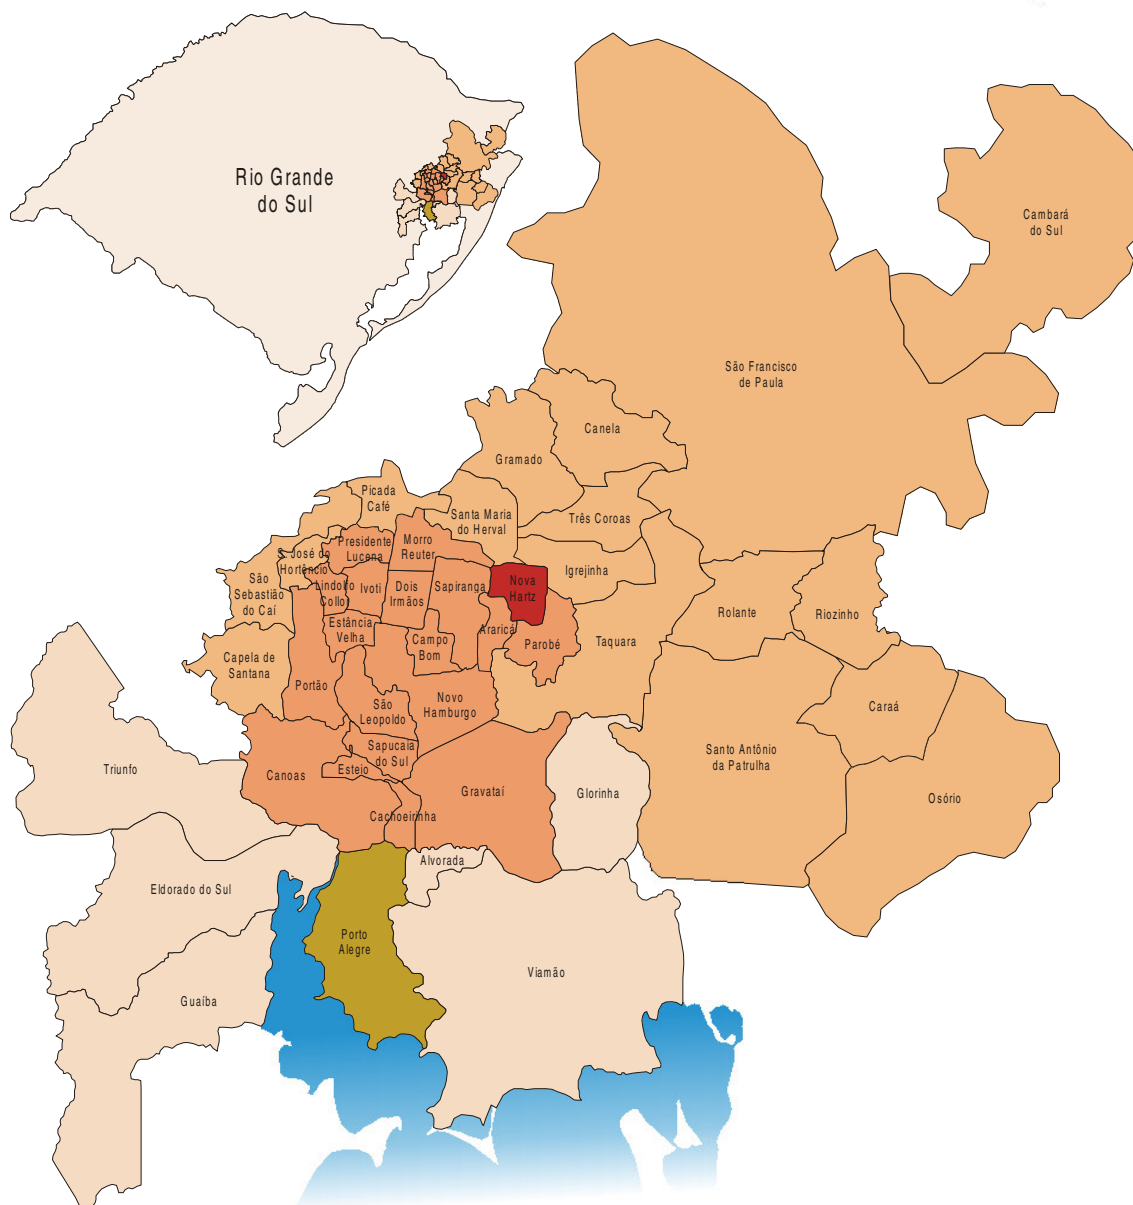 Rio Grande
do Sul
Cambará
do Sul
São Francisco
de Paula
Canela
Gramado
Picada
Café
Santa Maria
do Herval
Três Coroas
Presidente
Lucena
Morro
Reuter
S. José do
Hortêncio
Igrejinha
São
Sebastião
do Caí
Lindolfo
Collor
Ivoti
Dois
Irmãos
Sapiranga
Nova
Hartz
Rolante
Riozinho
Estância
Velha
Campo
Bom
Araricá
Parobé
Taquara
Capela de
Santana
Portão
São
Leopoldo
Novo
Hamburgo
Caraá
Santo Antônio
da Patrulha
Sapucaia
do Sul
Triunfo
Canoas
Esteio
Gravataí
Glorinha
Osório
Cachoeirinha
Alvorada
Eldorado do Sul
Porto
Alegre
Viamão
Guaíba